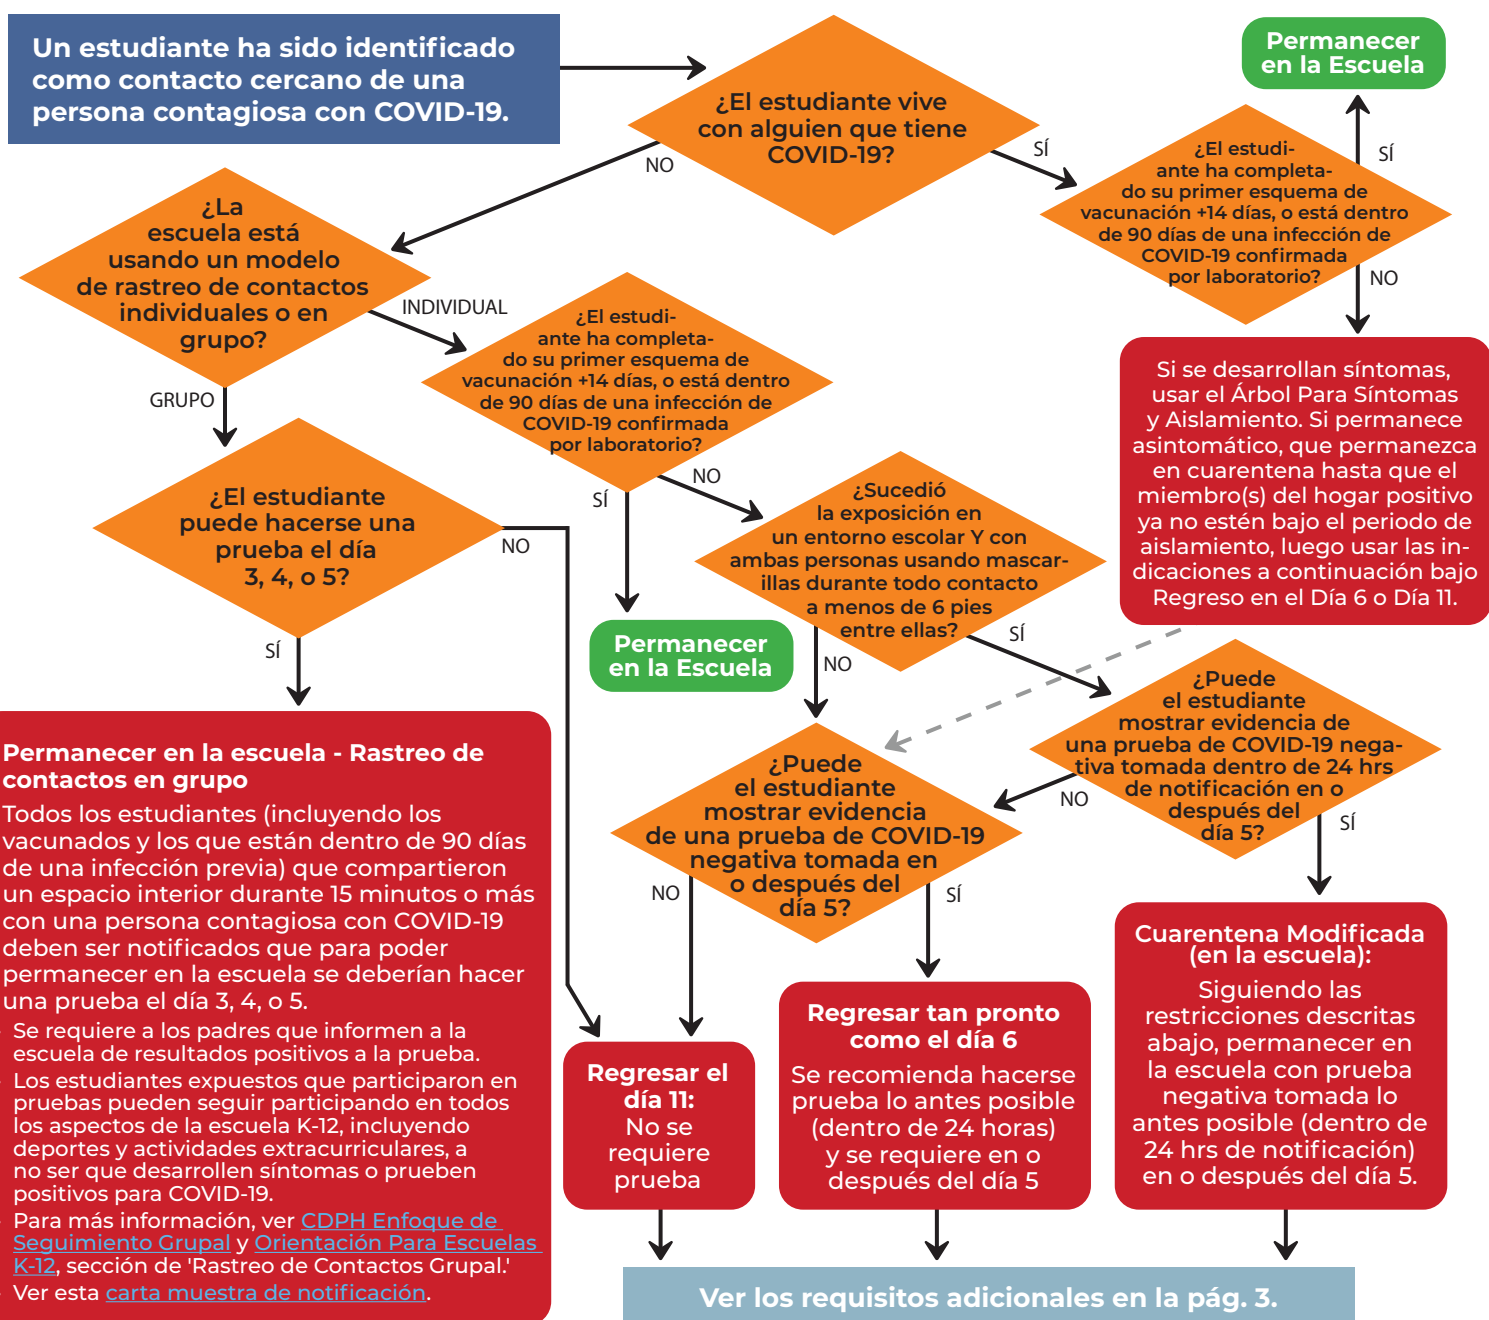 Un estudiante ha sido identificado
como contacto cercano de una
persona contagiosa con COVID-19.
¿El estudiante vive
con alguien que tiene
COVID-19?
NO
SÍ
Permanecer
en la Escuela
SÍ
¿El estudi-
ante ha completa-
do su primer esquema de
vacunación +14 días, o está dentro
de 90 días de una infección de
COVID-19 confirmada
por laboratorio?
NO
Si se desarrollan síntomas,
usar el Árbol Para Síntomas
y Aislamiento. Si permanece
asintomático, que permanezca
en cuarentena hasta que el
miembro(s) del hogar positivo
ya no estén bajo el periodo de
aislamiento, luego usar las in-
dicaciones a continuación bajo
Regreso en el Día 6 o Día 11.
¿La
escuela está
usando un modelo
de rastreo de contactos
individuales o en
grupo?
INDIVIDUAL
GRUPO
¿El estudi-
ante ha completa-
do su primer esquema de
vacunación +14 días, o está dentro
de 90 días de una infección de
COVID-19 confirmada
por laboratorio?
SÍ
NO
¿El estudiante
puede hacerse una
prueba el día
3, 4, o 5?
NO
SÍ
Permanecer
en la Escuela
¿Sucedió
la exposición en
un entorno escolar Y con
ambas personas usando mascar-
illas durante todo contacto
a menos de 6 pies
entre ellas?
NO
SÍ
¿Puede
el estudiante
mostrar evidencia de
una prueba de COVID-19 nega-
tiva tomada dentro de 24 hrs
de notificación en o
después del
día 5?
NO
SÍ
¿Puede
el estudiante
mostrar evidencia
de una prueba de COVID-19
negativa tomada en
o después del
día 5?
NO
SÍ
Permanecer en la escuela - Rastreo de
contactos en grupo
Todos los estudiantes (incluyendo los
vacunados y los que están dentro de 90 días
de una infección previa) que compartieron
un espacio interior durante 15 minutos o más
con una persona contagiosa con COVID-19
deben ser notificados que para poder
permanecer en la escuela se deberían hacer
una prueba el día 3, 4, o 5.
Se requiere a los padres que informen a la
escuela de resultados positivos a la prueba.
Los estudiantes expuestos que participaron en
pruebas pueden seguir participando en todos
los aspectos de la escuela K-12, incluyendo
deportes y actividades extracurriculares, a
no ser que desarrollen síntomas o prueben
positivos para COVID-19.
Para más información, ver CDPH Enfoque de
Seguimiento Grupal y Orientación Para Escuelas
K-12, sección de 'Rastreo de Contactos Grupal.'
Ver esta carta muestra de notificación.
Regresar el
día 11:
No se
requiere
prueba
Regresar tan pronto
como el día 6
Se recomienda hacerse
prueba lo antes posible
(dentro de 24 horas)
y se requiere en o
después del día 5
Cuarentena Modificada
(en la escuela):
Siguiendo las
restricciones descritas
abajo, permanecer en
la escuela con prueba
negativa tomada lo
antes posible (dentro de
24 hrs de notificación)
en o después del día 5.
Ver los requisitos adicionales en la pág. 3.